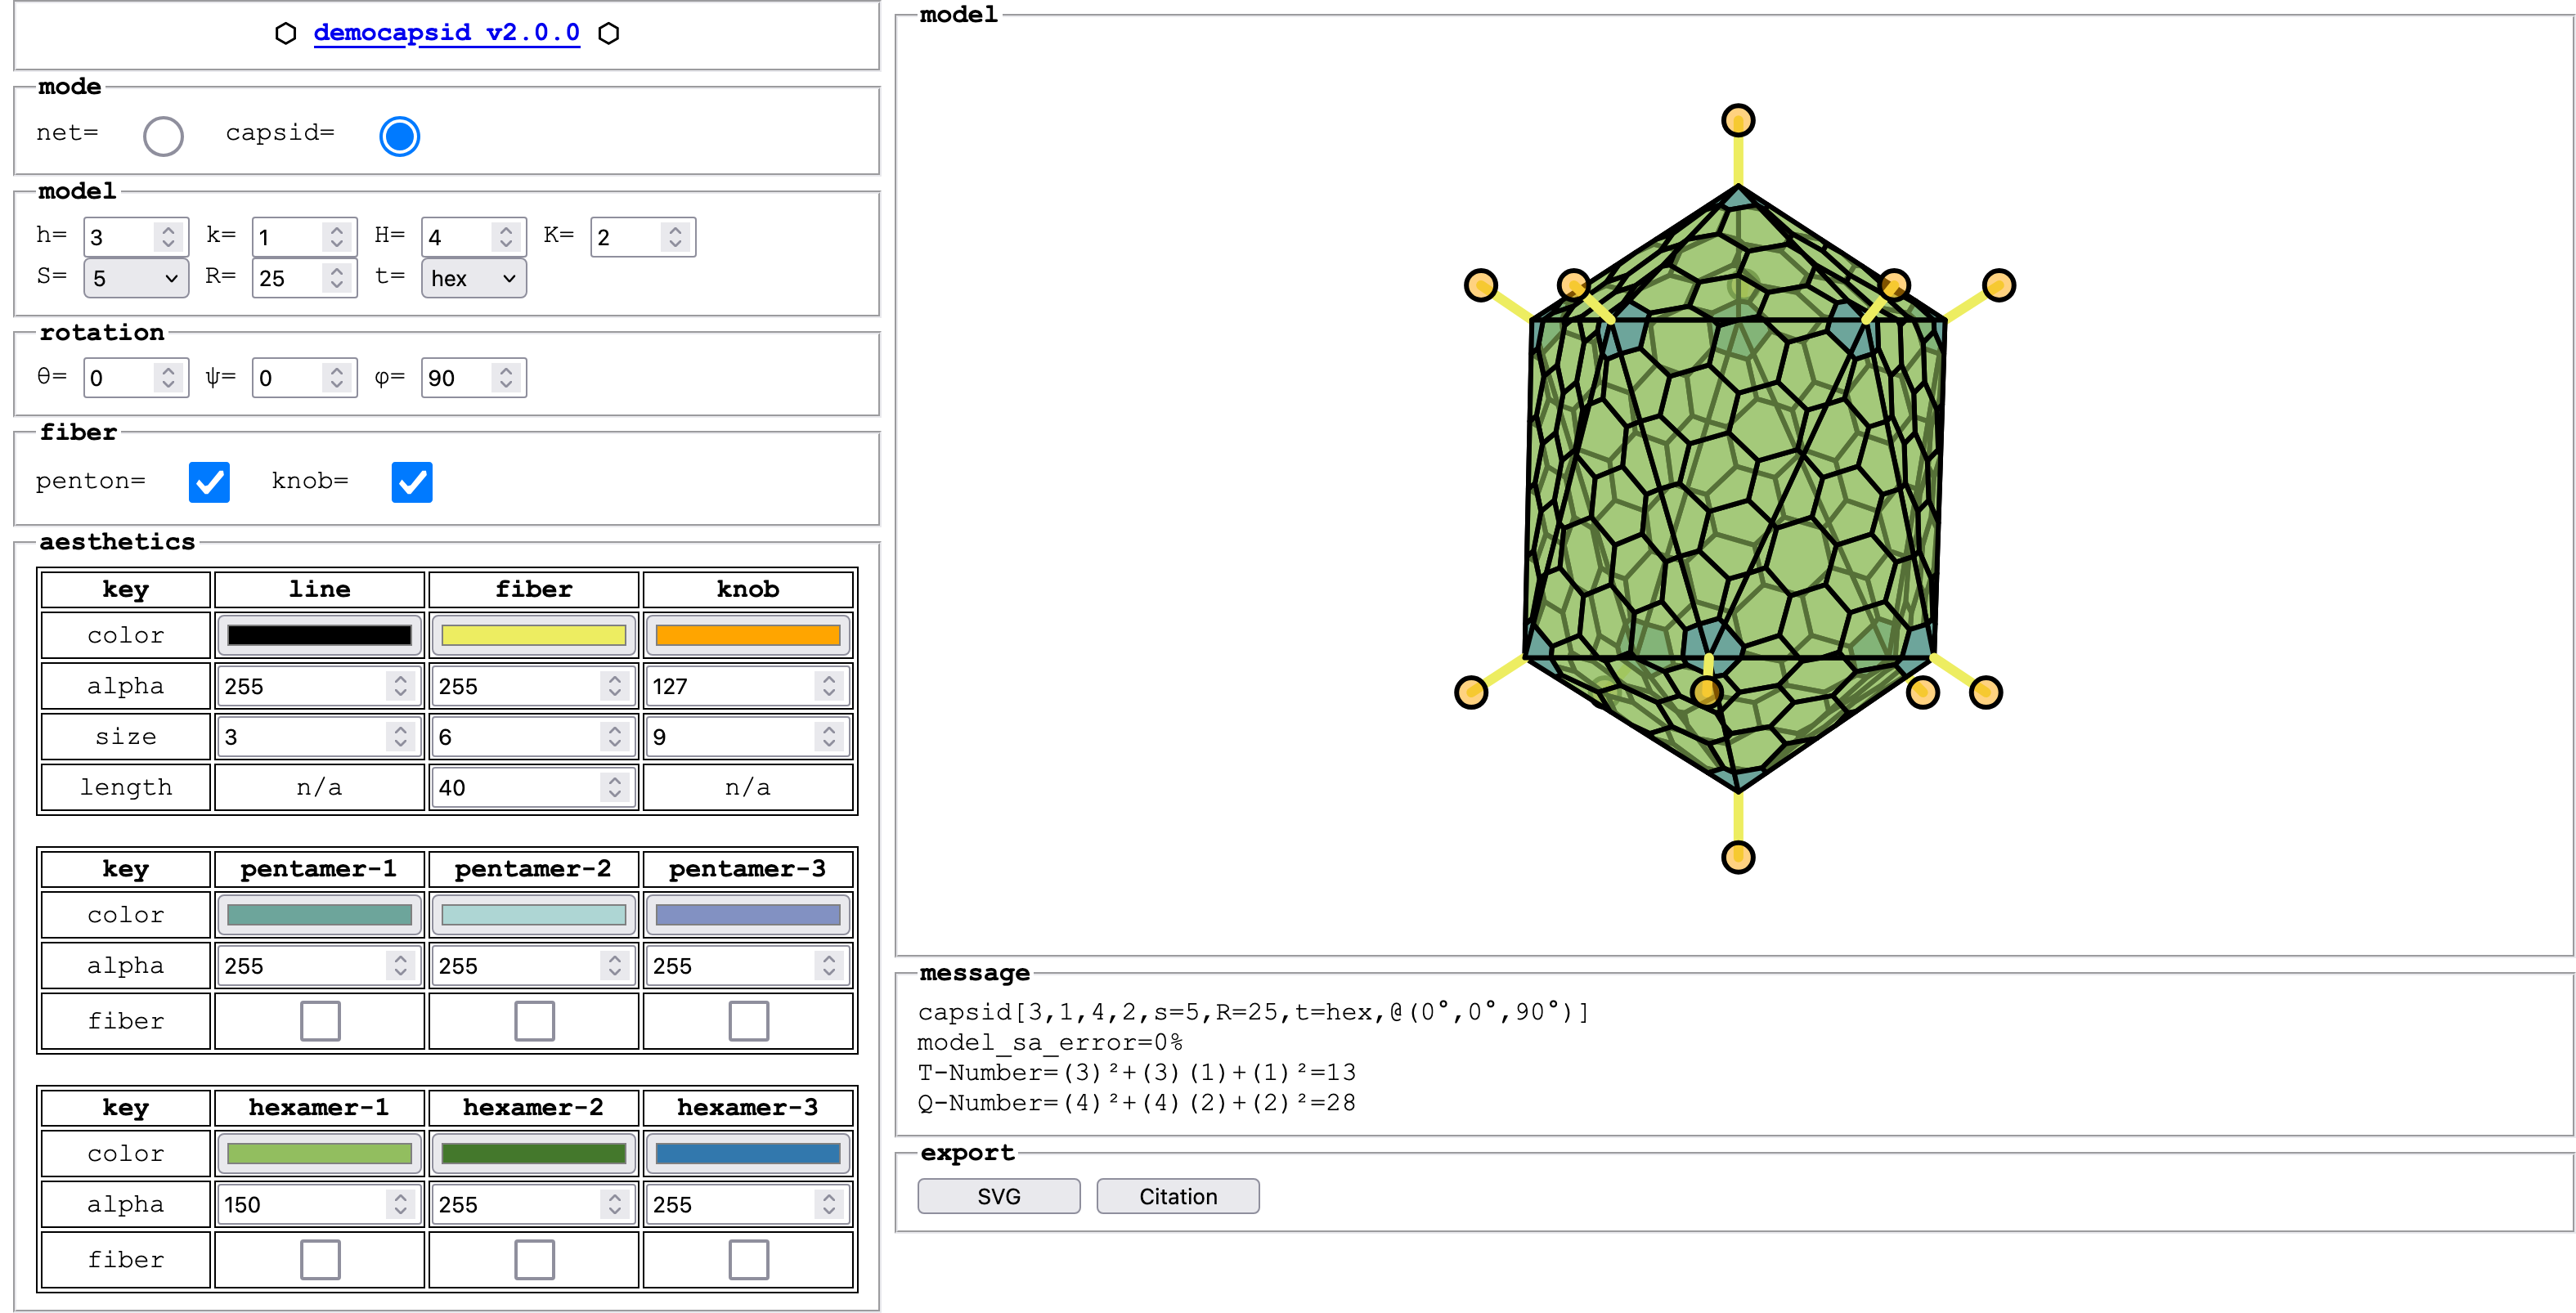 democapsid v2.0.0
mode
net= capsid=
model
h= 3 k= 1 H= 4 K= 2
S= 5 R= 25 t= hex
rotation
θ= 0 ψ= 0 φ= 90
fiber
penton= knob=
aesthetics
key line fiber knob
color
alpha 255 255 127
size 3 6 9
length n/a 40 n/a
key pentamer-1 pentamer-2 pentamer-3
color
alpha 255 255 255
fiber
key hexamer-1 hexamer-2 hexamer-3
color
alpha 150 255 255
fiber
model
message
capsid[3,1,4,2,s=5,R=25,t=hex,@(0°,0°,90°)]
model_sa_error=0%
T-Number=(3)²+(3)(1)+(1)²=13
Q-Number=(4)²+(4)(2)+(2)²=28
export
SVG Citation